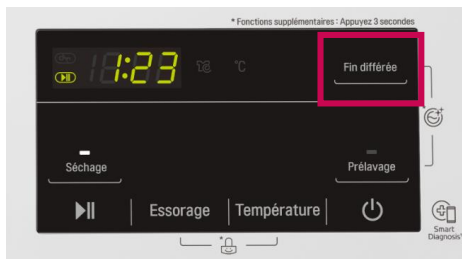 * Fonctions supplémentaires : Appuyez 3 secondes
1:23 °C Fin différée
Séchage Prélavage
Essorage Température
Smart
Diagnosis